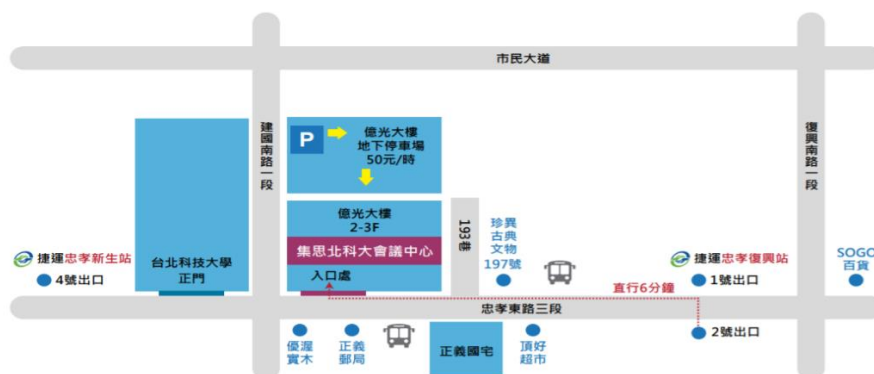 市民大道
建國南路一段
復興南路一段
P
億光大樓
地下停車場
50元/時
億光大樓
2-3F
集思北科大會議中心
入口處
193巷
珍異
古典
文物
197號
捷運忠孝新生站
4號出口
台北科技大學
正門
捷運忠孝復興站
1號出口
SOGO
百貨
直行6分鐘
忠孝東路三段
2號出口
優渥
實木
正義
郵局
正義國宅
頂好
超市